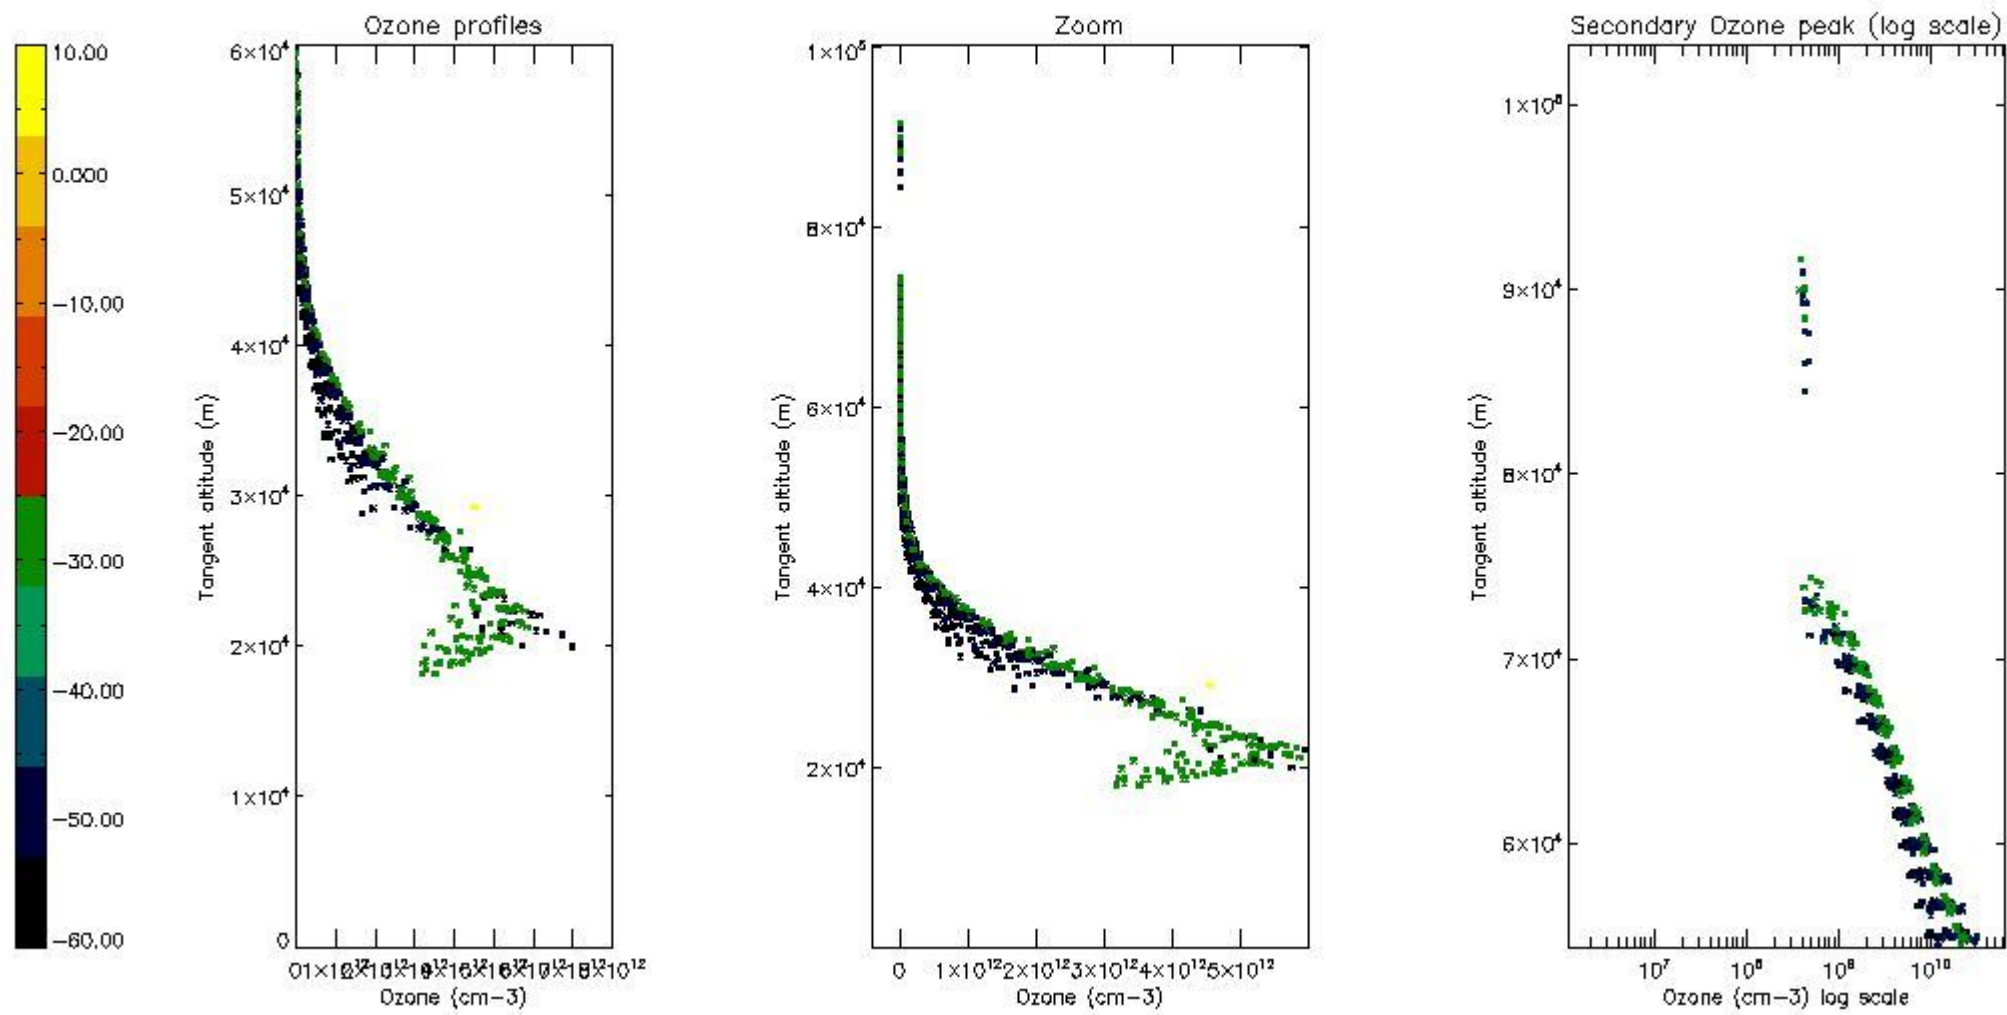 Ozone profiles
Zoom
Secondary Ozone peak (log scale)
10.00
0.000
−10.00
−20.00
−30.00
−40.00
−50.00
−60.00
6×10⁴
5×10⁴
4×10⁴
3×10⁴
2×10⁴
1×10⁴
0
Tangent altitude (m)
Ozone (cm−3)
1×10⁵
8×10⁴
6×10⁴
4×10⁴
2×10⁴
Tangent altitude (m)
0 1×10¹² 2×10¹² 3×10¹² 4×10¹² 5×10¹²
Ozone (cm−3)
9×10⁴
8×10⁴
7×10⁴
6×10⁴
Tangent altitude (m)
10⁷ 10⁸ 10⁹ 10¹⁰
Ozone (cm−3) log scale